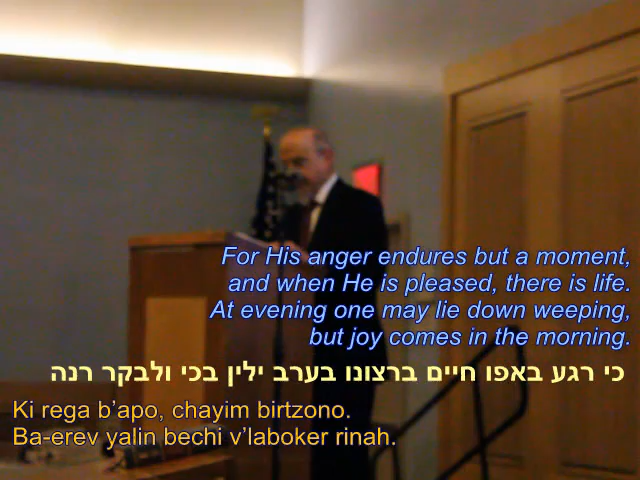 For His anger endures but a moment,
and when He is pleased, there is life.
At evening one may lie down weeping,
but joy comes in the morning.
כי רגע באפו חיים ברצונו בערב ילין בכי ולבקר רנה
Ki rega b’apo, chayim birtzono.
Ba-erev yalin bechi v’laboker rinah.